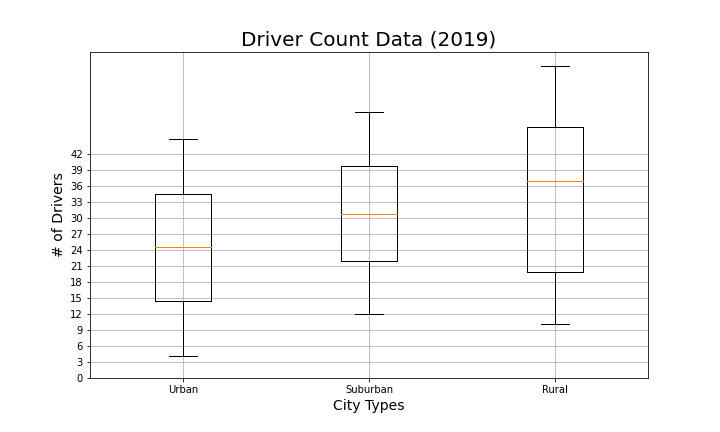 Driver Count Data (2019)
# of Drivers
42
39
36
33
30
27
24
21
18
15
12
9
6
3
0
Urban
Suburban
Rural
City Types